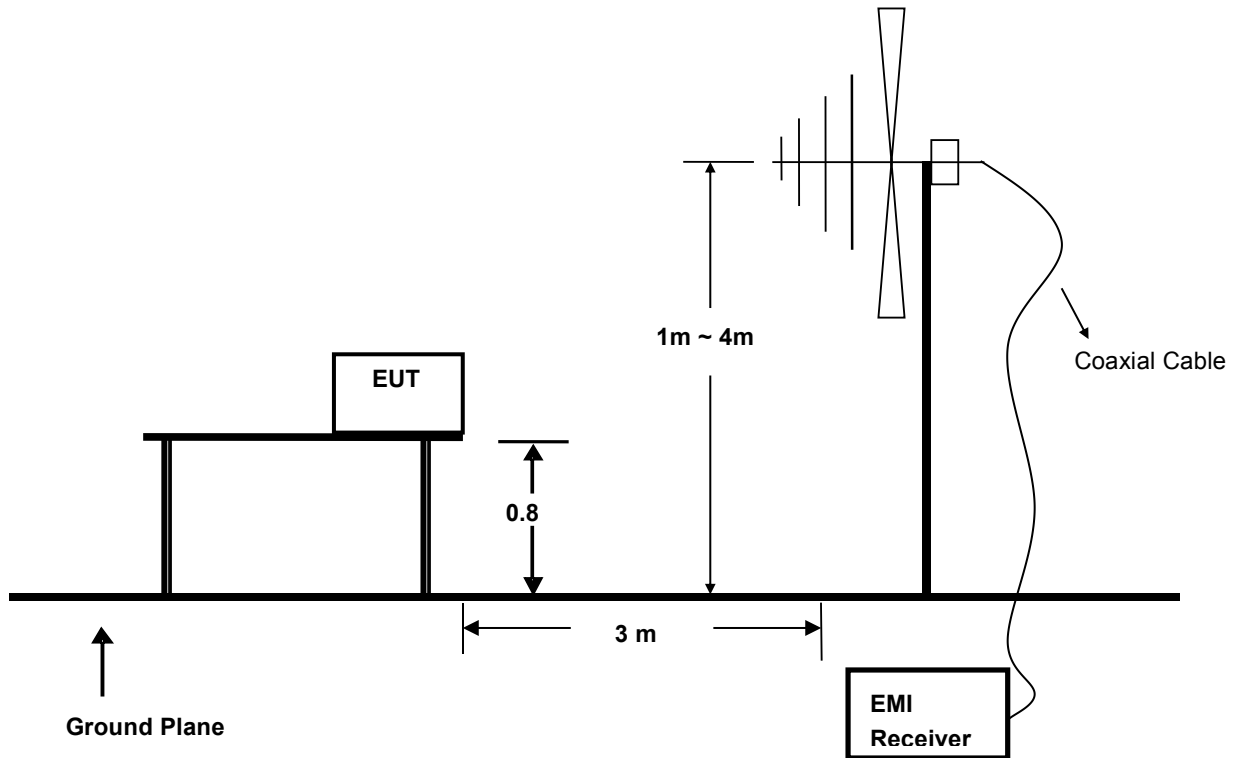 1m ~ 4m
Coaxial Cable
EUT
0.8
3 m
Ground Plane
EMI
Receiver